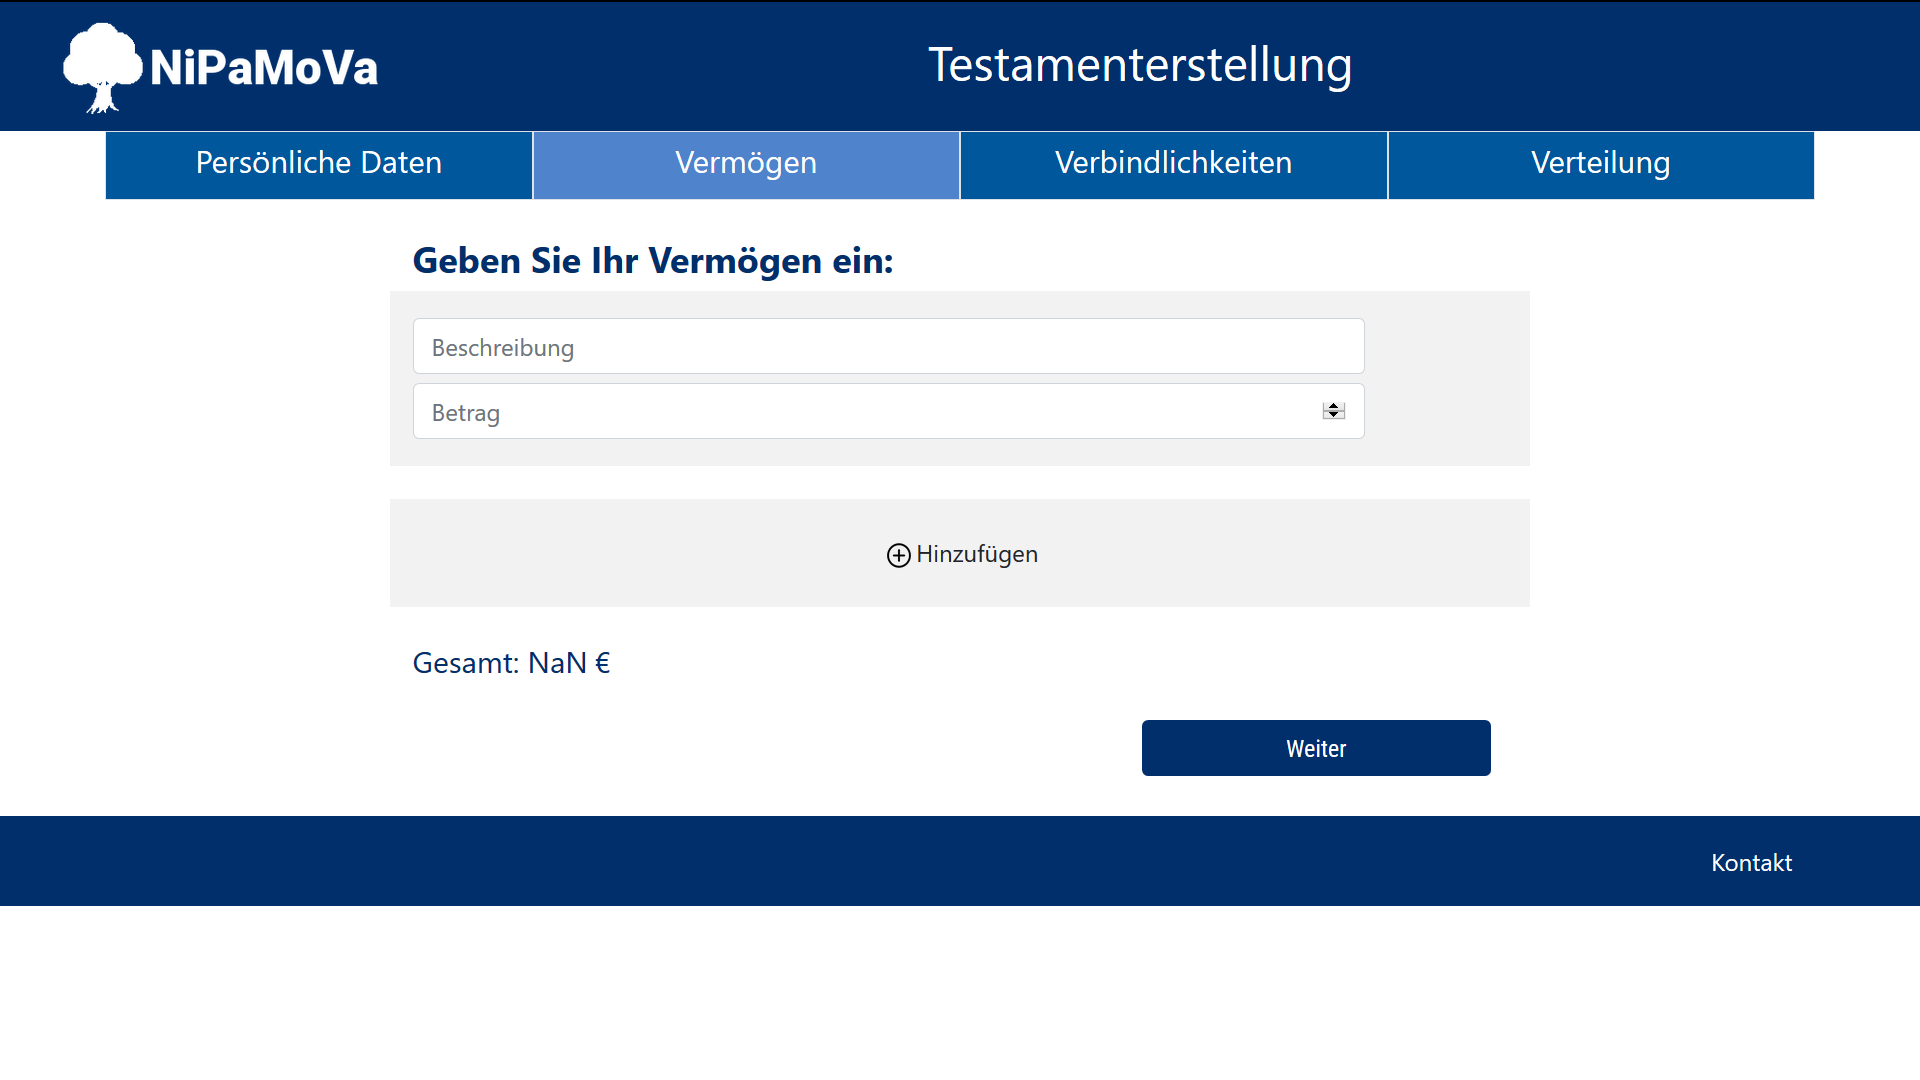 NiPaMoVa
Testamenterstellung
Persönliche Daten
Vermögen
Verbindlichkeiten
Verteilung
Geben Sie Ihr Vermögen ein:
Beschreibung
Betrag
Hinzufügen
Gesamt: NaN €
Weiter
Kontakt